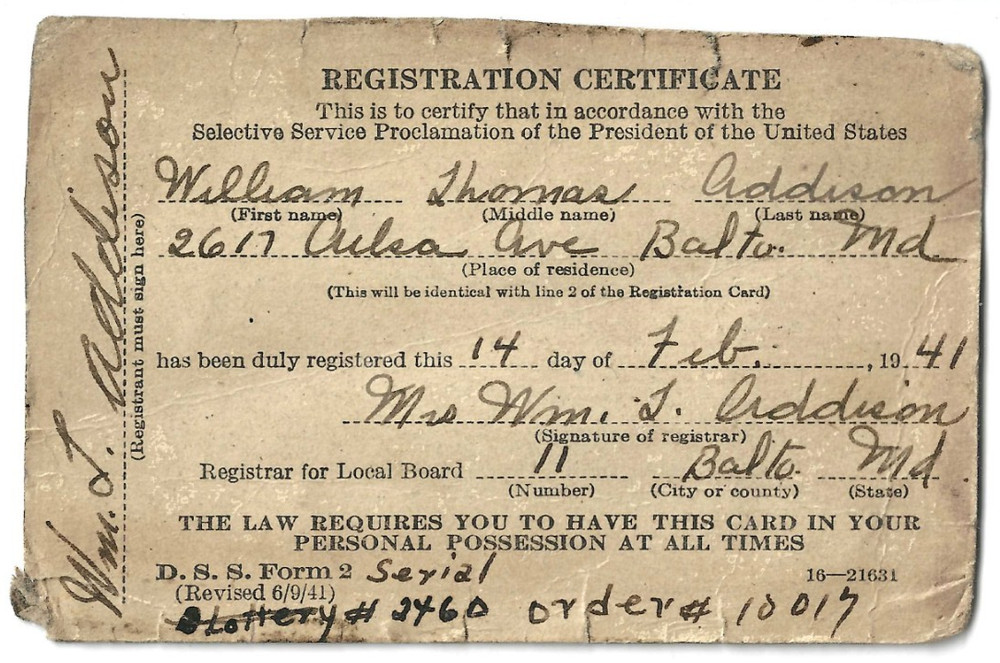 REGISTRATION CERTIFICATE
This is to certify that in accordance with the
Selective Service Proclamation of the President of the United States
William Thomas Addison
(First name) (Middle name) (Last name)
2617 Ailsa Ave Balto. Md
(Place of residence)
(This will be identical with line 2 of the Registration Card)
has been duly registered this 14 day of Feb. , 1941
Mrs Wm. T. Addison
(Signature of registrar)
Registrar for Local Board 11 Balto. Md
(Number) (City or county) (State)
THE LAW REQUIRES YOU TO HAVE THIS CARD IN YOUR
PERSONAL POSSESSION AT ALL TIMES
D. S. S. Form 2 Serial 16—21631
(Revised 6/9/41)
Lottery # 2460 order # 10017
Wm. T. Addison
(Registrant must sign here)